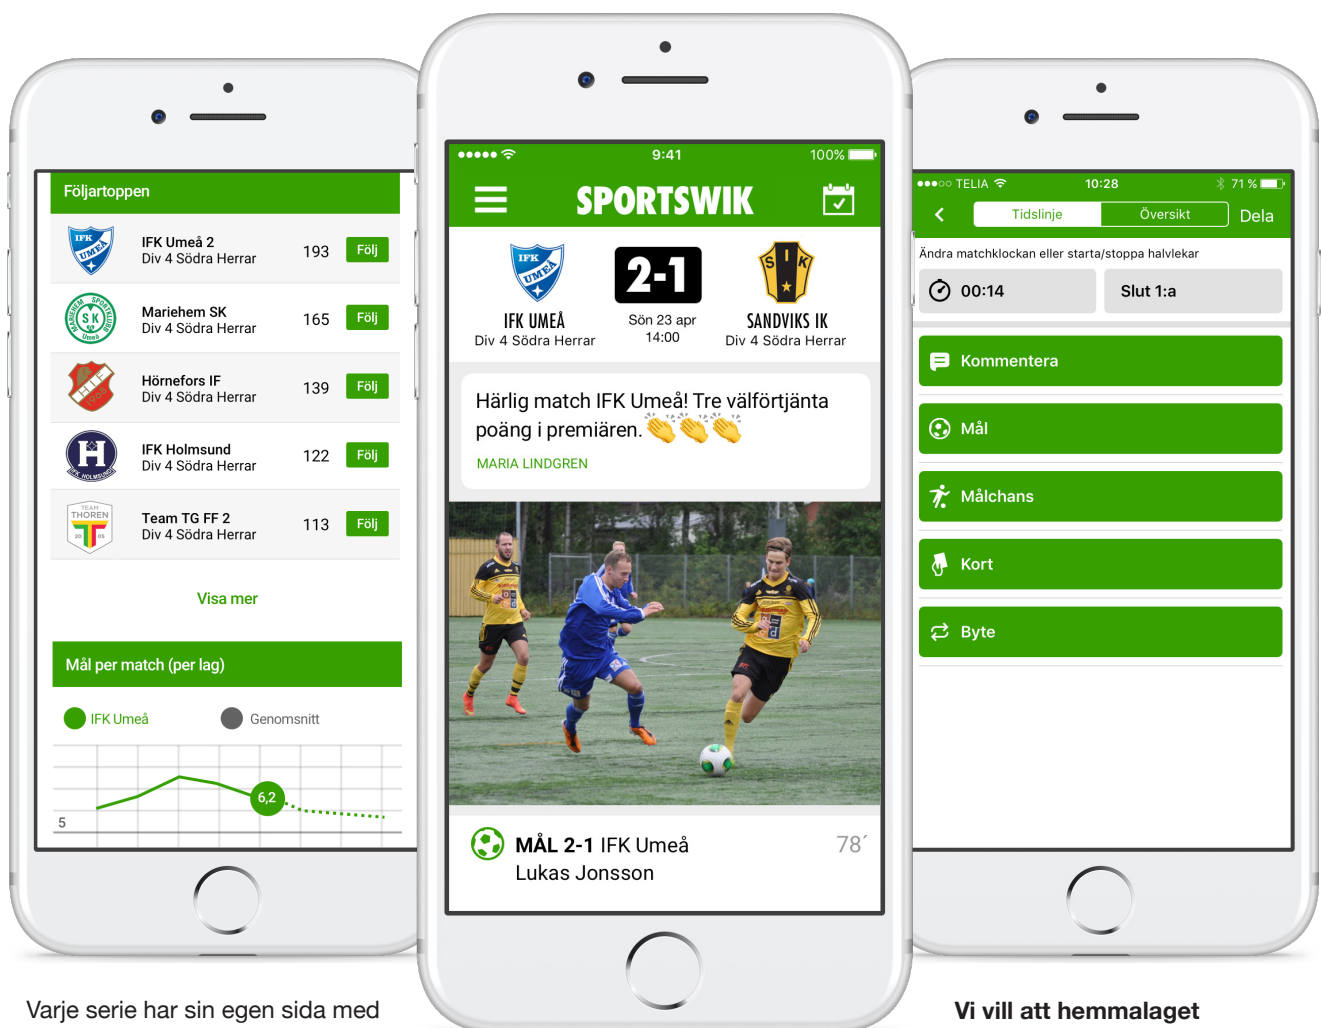 Följartoppen
IFK Umeå 2
Div 4 Södra Herrar
193
Följ
Mariehem SK
Div 4 Södra Herrar
165
Följ
Hörnefors IF
Div 4 Södra Herrar
139
Följ
IFK Holmsund
Div 4 Södra Herrar
122
Följ
Team TG FF 2
Div 4 Södra Herrar
113
Följ
Visa mer
Mål per match (per lag)
IFK Umeå
Genomsnitt
6,2
5
Varje serie har sin egen sida med
9:41
100%
SPORTSWIK
IFK
UMEÅ
2-1
SIK
IFK UMEÅ
Div 4 Södra Herrar
Sön 23 apr
14:00
SANDVIKS IK
Div 4 Södra Herrar
Härlig match IFK Umeå! Tre välförtjänta
poäng i premiären. 👏👏👏
MARIA LINDGREN
MÅL 2-1 IFK Umeå
78´
Lukas Jonsson
TELIA
10:28
71 %
Tidslinje
Översikt
Dela
Ändra matchklockan eller starta/stoppa halvlekar
00:14
Slut 1:a
Kommentera
Mål
Målchans
Kort
Byte
Vi vill att hemmalaget